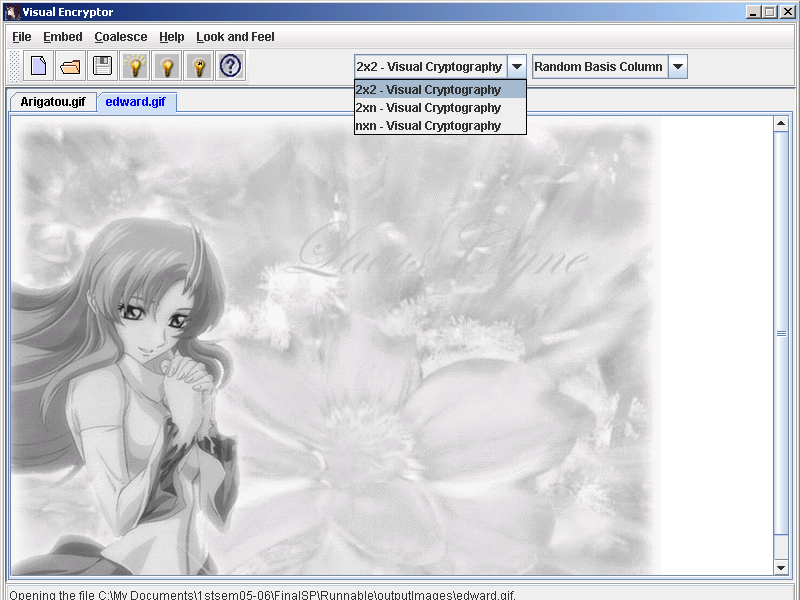 Visual Encryptor
File Embed Coalesce Help Look and Feel
2x2 - Visual Cryptography Random Basis Column
2x2 - Visual Cryptography
2xn - Visual Cryptography
nxn - Visual Cryptography
Arigatou.gif edward.gif
Lacus Clyne
Opening the file C:\My Documents\1stsem05-06\FinalSP\Runnable\outputImages\edward.gif.